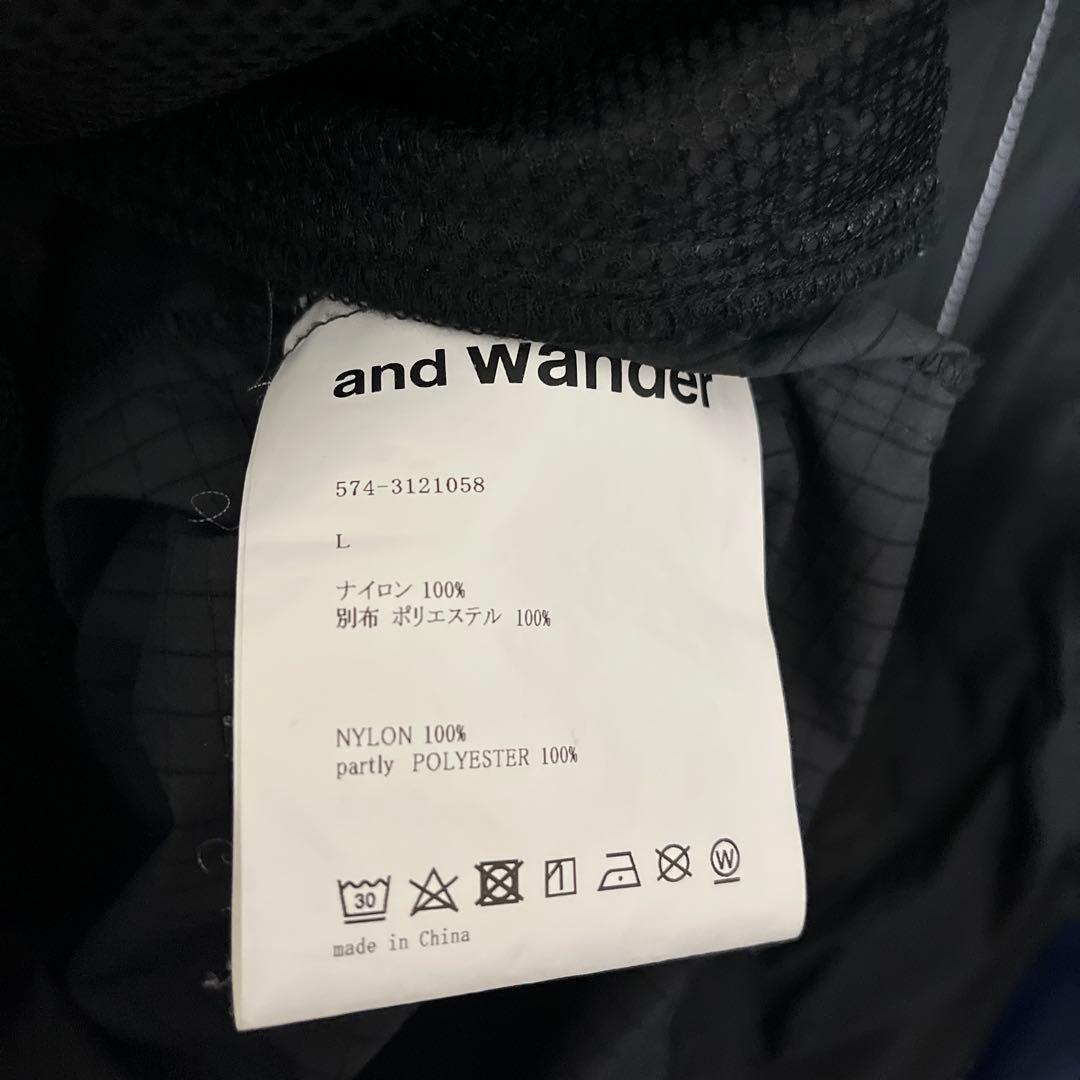 and wander
574-3121058
L
ナイロン 100%
別布 ポリエステル 100%
NYLON 100%
partly POLYESTER 100%
30 W
made in China